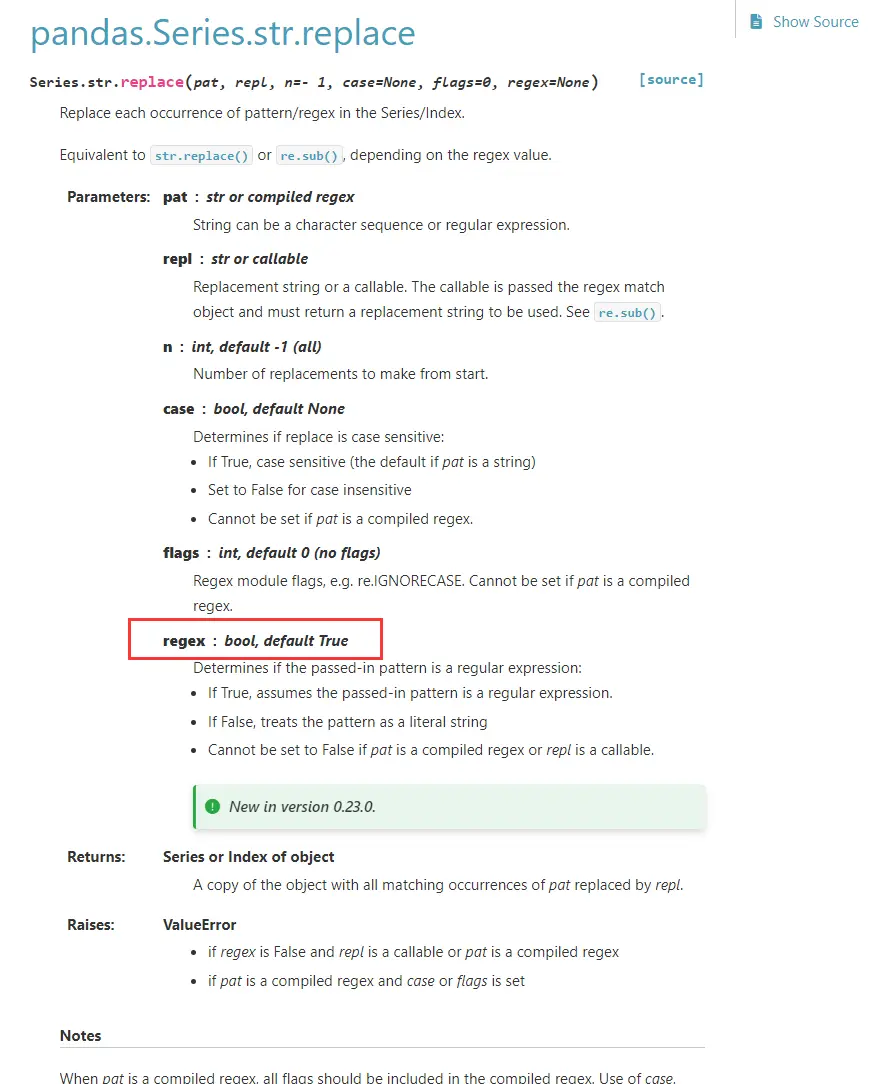 pandas.Series.str.replace
Show Source
Series.str.replace(pat, repl, n=- 1, case=None, flags=0, regex=None) [source]
Replace each occurrence of pattern/regex in the Series/Index.
Equivalent to str.replace() or re.sub(), depending on the regex value.
Parameters: pat : str or compiled regex
String can be a character sequence or regular expression.
repl : str or callable
Replacement string or a callable. The callable is passed the regex match
object and must return a replacement string to be used. See re.sub().
n : int, default -1 (all)
Number of replacements to make from start.
case : bool, default None
Determines if replace is case sensitive:
• If True, case sensitive (the default if pat is a string)
• Set to False for case insensitive
• Cannot be set if pat is a compiled regex.
flags : int, default 0 (no flags)
Regex module flags, e.g. re.IGNORECASE. Cannot be set if pat is a compiled
regex.
regex : bool, default True
Determines if the passed-in pattern is a regular expression:
• If True, assumes the passed-in pattern is a regular expression.
• If False, treats the pattern as a literal string
• Cannot be set to False if pat is a compiled regex or repl is a callable.
New in version 0.23.0.
Returns: Series or Index of object
A copy of the object with all matching occurrences of pat replaced by repl.
Raises: ValueError
• if regex is False and repl is a callable or pat is a compiled regex
• if pat is a compiled regex and case or flags is set
Notes
When pat is a compiled regex, all flags should be included in the compiled regex. Use of case,